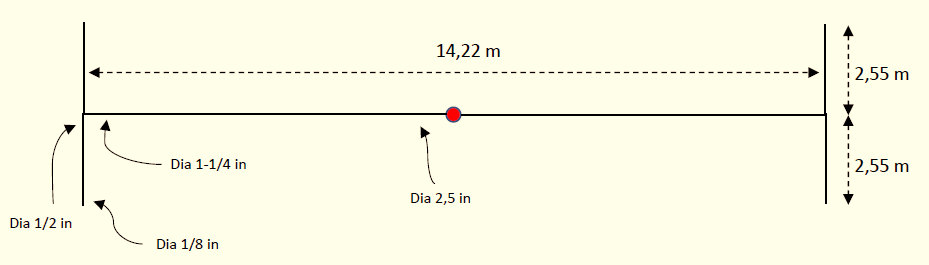 14,22 m
2,55 m
2,55 m
Dia 1-1/4 in
Dia 2,5 in
Dia 1/2 in
Dia 1/8 in